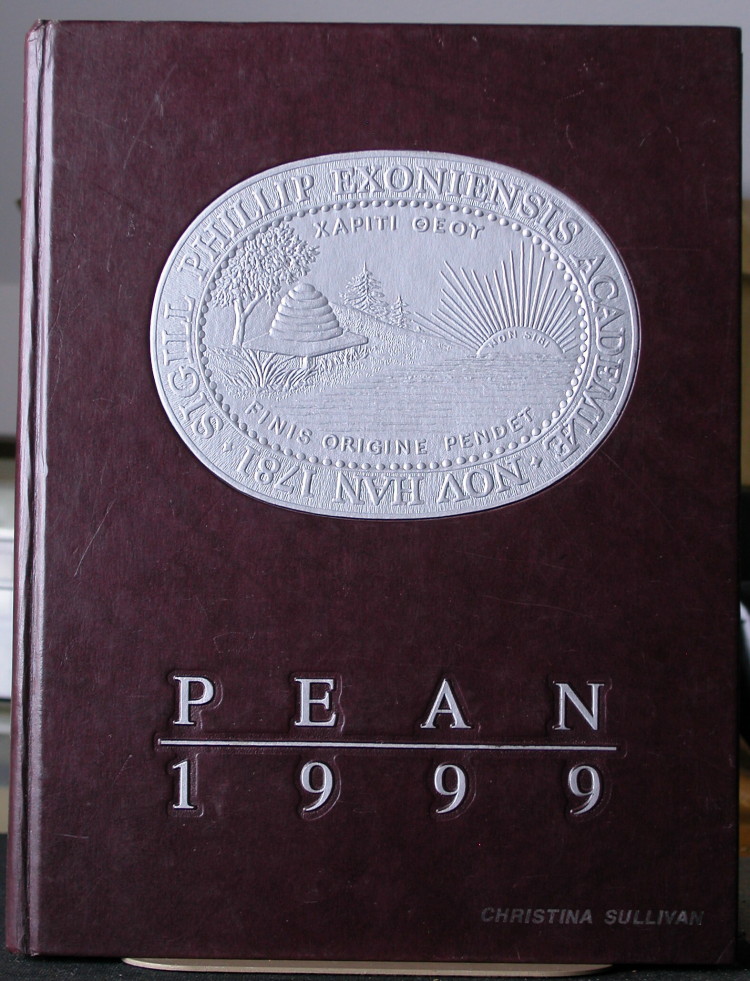 SIGILL PHILLIP EXONIENSIS ACADEMIÆ · NOV HAN 1781 ·
ΧΑΡΙΤΙ ΘΕΟΥ
NON SIBI
FINIS ORIGINE PENDET
PEAN
1999
CHRISTINA SULLIVAN